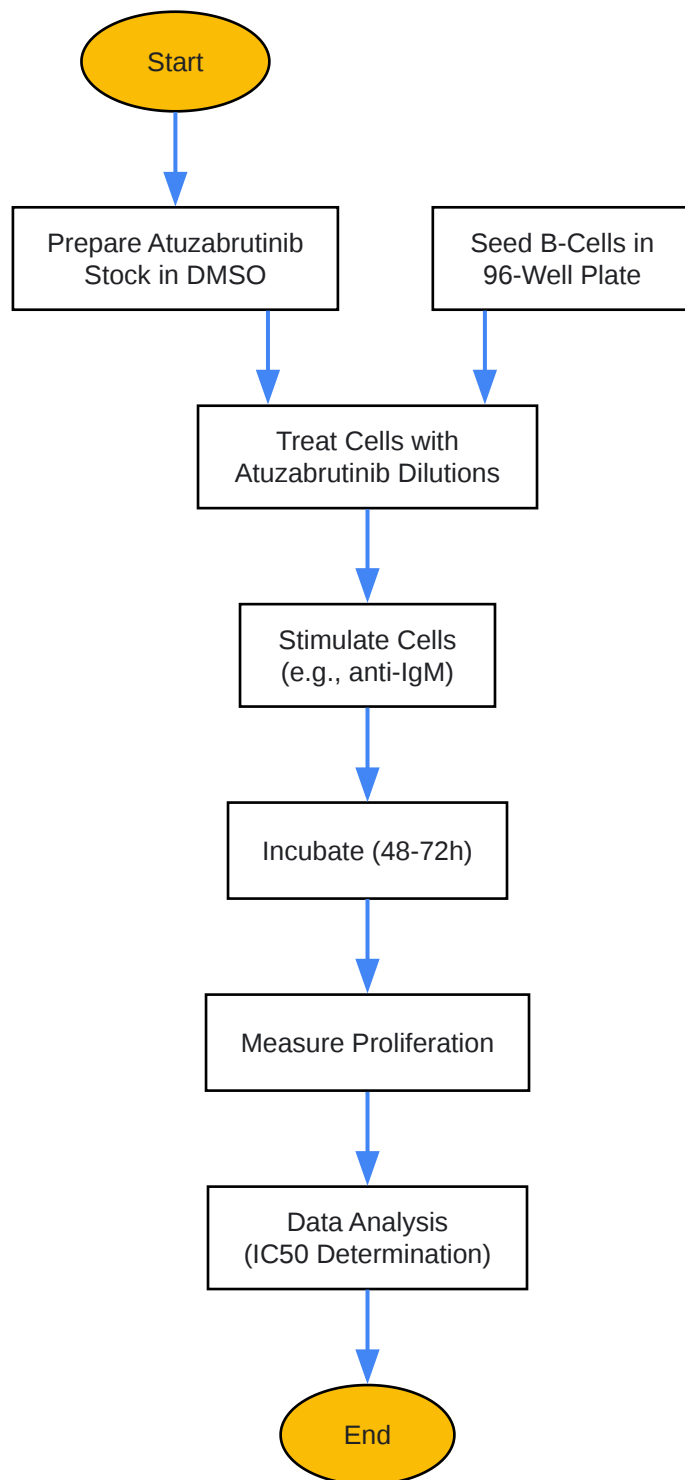 Start
Prepare Atuzabrutinib
Stock in DMSO
Seed B-Cells in
96-Well Plate
Treat Cells with
Atuzabrutinib Dilutions
Stimulate Cells
(e.g., anti-IgM)
Incubate (48-72h)
Measure Proliferation
Data Analysis
(IC50 Determination)
End